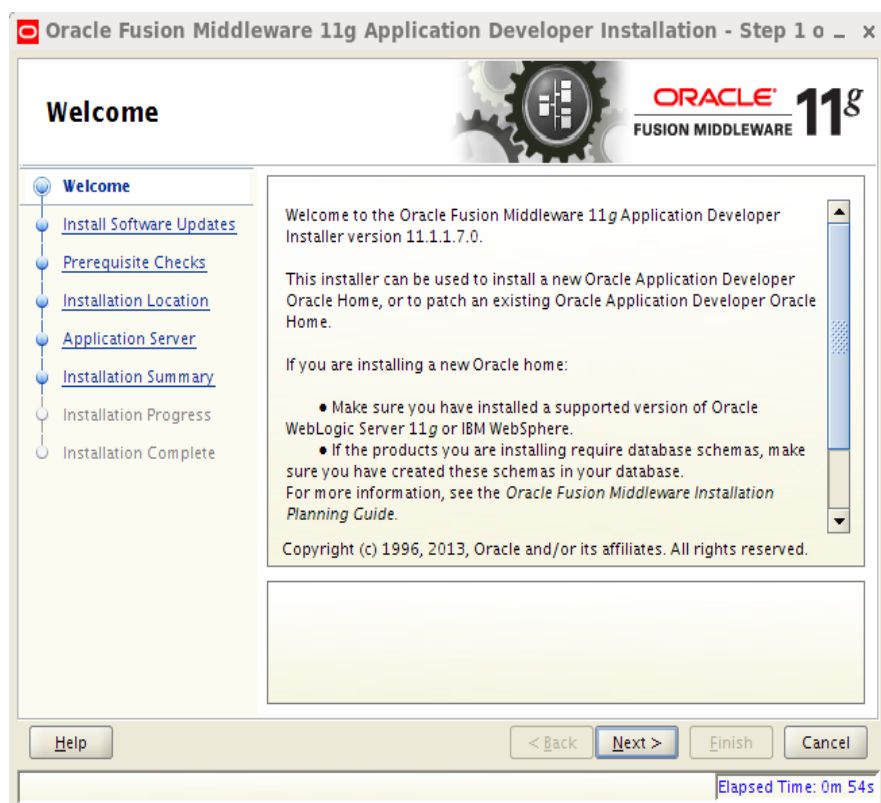 Oracle Fusion Middleware 11g Application Developer Installation - Step 1 o
Welcome
ORACLE
FUSION MIDDLEWARE
11g
Welcome
Install Software Updates
Prerequisite Checks
Installation Location
Application Server
Installation Summary
Installation Progress
Installation Complete
Welcome to the Oracle Fusion Middleware 11g Application Developer
Installer version 11.1.1.7.0.
This installer can be used to install a new Oracle Application Developer
Oracle Home, or to patch an existing Oracle Application Developer Oracle
Home.
If you are installing a new Oracle home:
● Make sure you have installed a supported version of Oracle
WebLogic Server 11g or IBM WebSphere.
● If the products you are installing require database schemas, make
sure you have created these schemas in your database.
For more information, see the Oracle Fusion Middleware Installation
Planning Guide.
Copyright (c) 1996, 2013, Oracle and/or its affiliates. All rights reserved.
Help
< Back
Next >
Finish
Cancel
Elapsed Time: 0m 54s